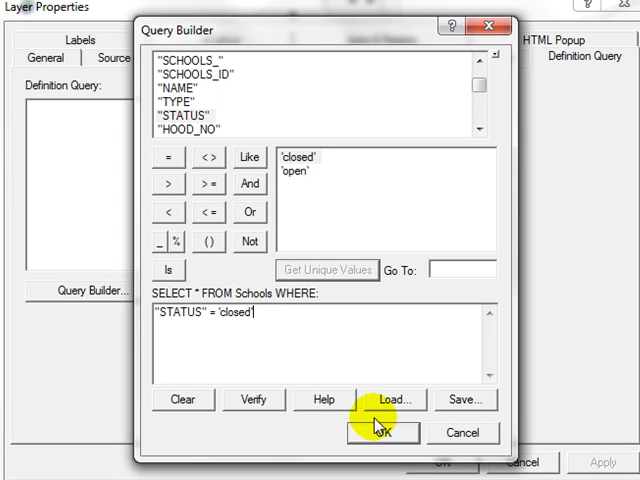 Layer Properties
?
Labels
HTML Popup
General
Source
Definition Query
Definition Query:
Query Builder...
OK
Cancel
Apply
Query Builder
?
"SCHOOLS_"
"SCHOOLS_ID"
"NAME"
"TYPE"
"STATUS"
"HOOD_NO"
= < > Like
> > = And
< < = Or
_ % ( ) Not
Is
'closed'
'open'
Get Unique Values
Go To:
SELECT * FROM Schools WHERE:
"STATUS" = 'closed'
Clear
Verify
Help
Load...
Save...
OK
Cancel